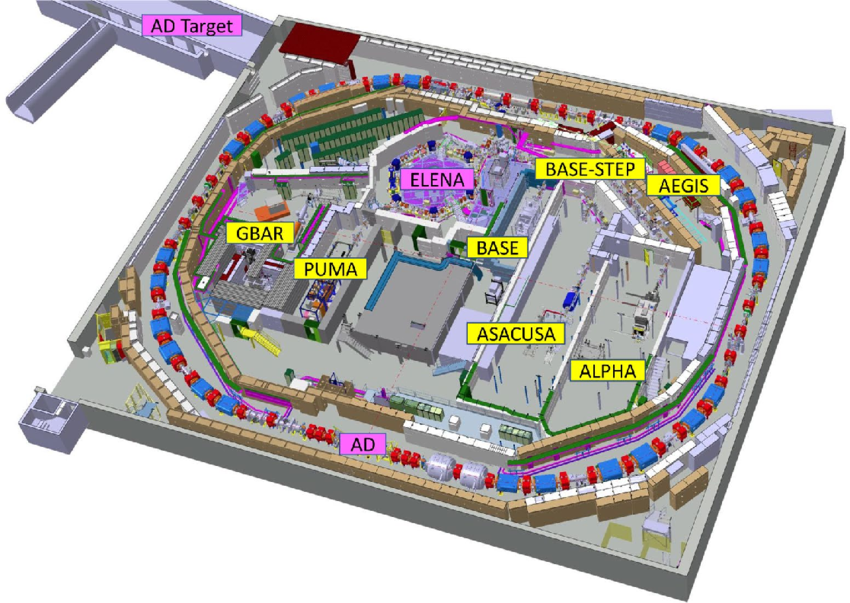 AD Target
ELENA
BASE-STEP
AEGIS
GBAR
BASE
PUMA
ASACUSA
ALPHA
AD